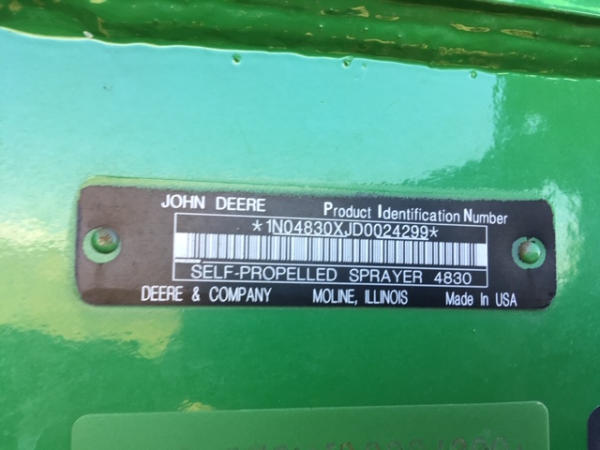 JOHN DEERE Product Identification Number
*1N04830XJD0024299*
SELF-PROPELLED SPRAYER 4830
DEERE & COMPANY MOLINE, ILLINOIS Made In USA